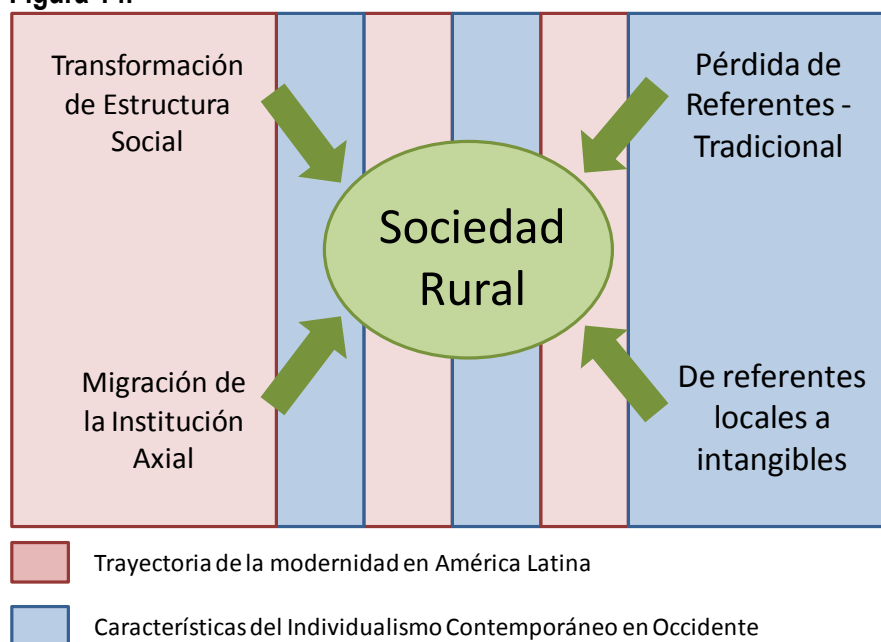 Transformación
de Estructura
Social
Pérdida de
Referentes -
Tradicional
Sociedad
Rural
Migración de
la Institución
Axial
De referentes
locales a
intangibles
Trayectoria de la modernidad en América Latina
Características del Individualismo Contemporáneo en Occidente